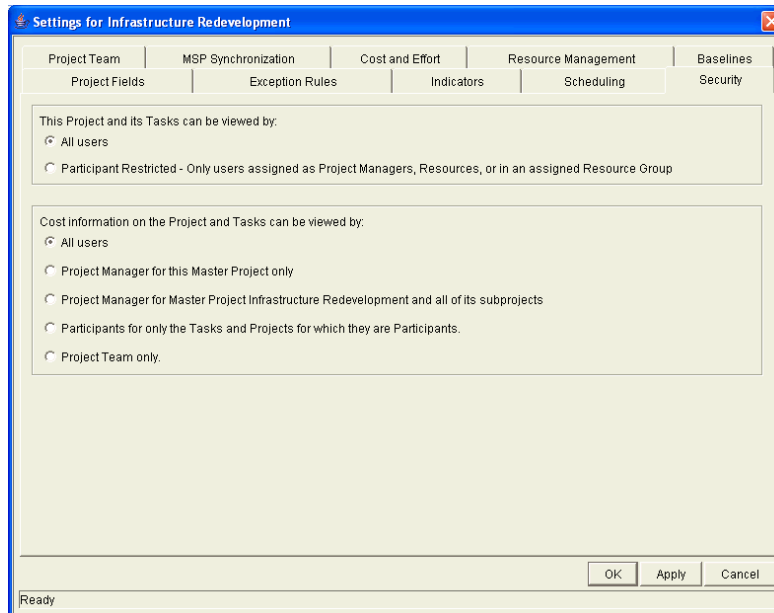 Settings for Infrastructure Redevelopment
Project Team MSP Synchronization Cost and Effort Resource Management Baselines
Project Fields Exception Rules Indicators Scheduling Security
This Project and its Tasks can be viewed by:
All users
Participant Restricted - Only users assigned as Project Managers, Resources, or in an assigned Resource Group
Cost information on the Project and Tasks can be viewed by:
All users
Project Manager for this Master Project only
Project Manager for Master Project Infrastructure Redevelopment and all of its subprojects
Participants for only the Tasks and Projects for which they are Participants.
Project Team only.
OK Apply Cancel
Ready